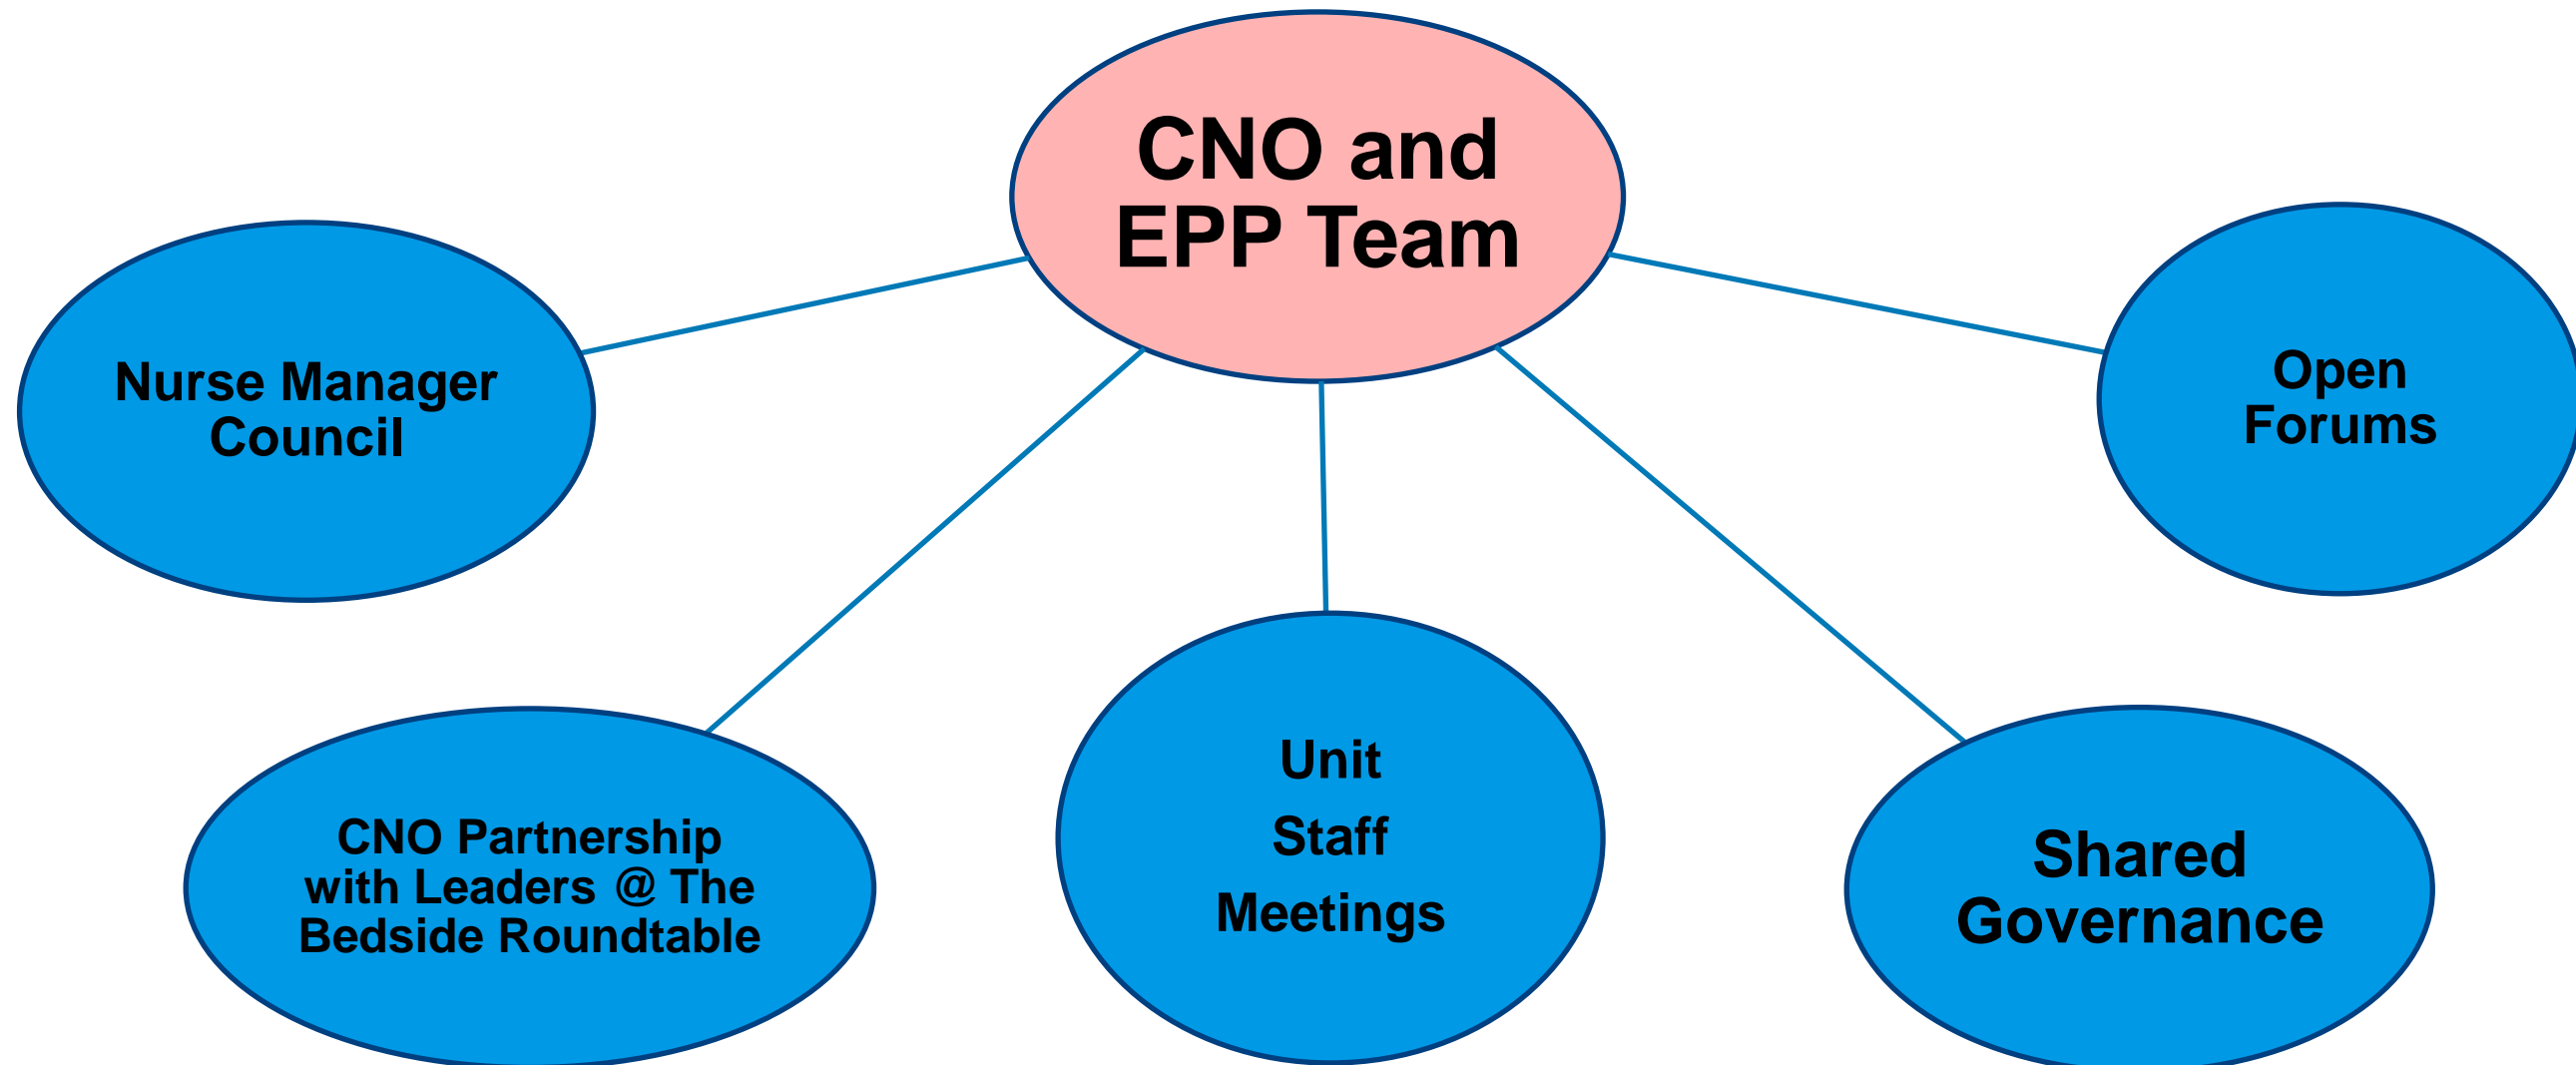 CNO and
EPP Team
Nurse Manager
Council
Open
Forums
CNO Partnership
with Leaders @ The
Bedside Roundtable
Unit
Staff
Meetings
Shared
Governance